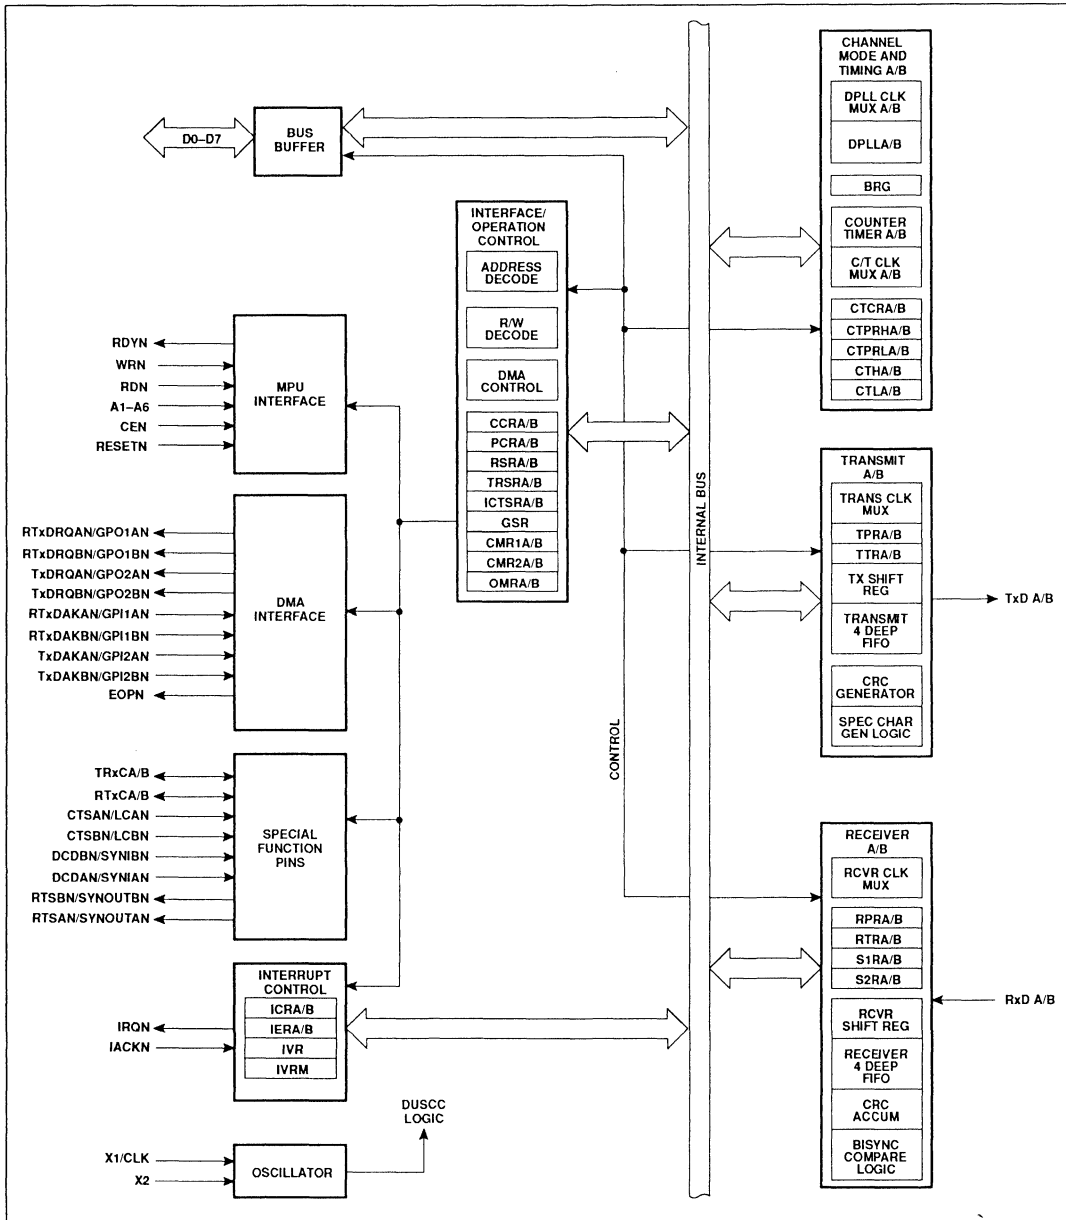 D0–D7
BUS
BUFFER
INTERFACE/
OPERATION
CONTROL
ADDRESS
DECODE
R/W
DECODE
DMA
CONTROL
CCRA/B
PCRA/B
RSRA/B
TRSRA/B
ICTSRA/B
GSR
CMR1A/B
CMR2A/B
OMRA/B
RDYN
WRN
RDN
A1–A6
CEN
RESETN
MPU
INTERFACE
RTxDRQAN/GPO1AN
RTxDRQBN/GPO1BN
TxDRQAN/GPO2AN
TxDRQBN/GPO2BN
RTxDAKAN/GPI1AN
RTxDAKBN/GPI1BN
TxDAKAN/GPI2AN
TxDAKBN/GPI2BN
EOPN
DMA
INTERFACE
TRxCA/B
RTxCA/B
CTSAN/LCAN
CTSBN/LCBN
DCDBN/SYNIBN
DCDAN/SYNIAN
RTSBN/SYNOUTBN
RTSAN/SYNOUTAN
SPECIAL
FUNCTION
PINS
IRQN
IACKN
INTERRUPT
CONTROL
ICRA/B
IERA/B
IVR
IVRM
DUSCC
LOGIC
X1/CLK
X2
OSCILLATOR
CONTROL
INTERNAL BUS
CHANNEL
MODE AND
TIMING A/B
DPLL CLK
MUX A/B
DPLLA/B
BRG
COUNTER
TIMER A/B
C/T CLK
MUX A/B
CTCRA/B
CTPRHA/B
CTPRLA/B
CTHA/B
CTLA/B
TRANSMIT
A/B
TRANS CLK
MUX
TPRA/B
TTRA/B
TX SHIFT
REG
TRANSMIT
4 DEEP
FIFO
CRC
GENERATOR
SPEC CHAR
GEN LOGIC
TxD A/B
RECEIVER
A/B
RCVR CLK
MUX
RPRA/B
RTRA/B
S1RA/B
S2RA/B
RCVR
SHIFT REG
RECEIVER
4 DEEP
FIFO
CRC
ACCUM
BISYNC
COMPARE
LOGIC
RxD A/B